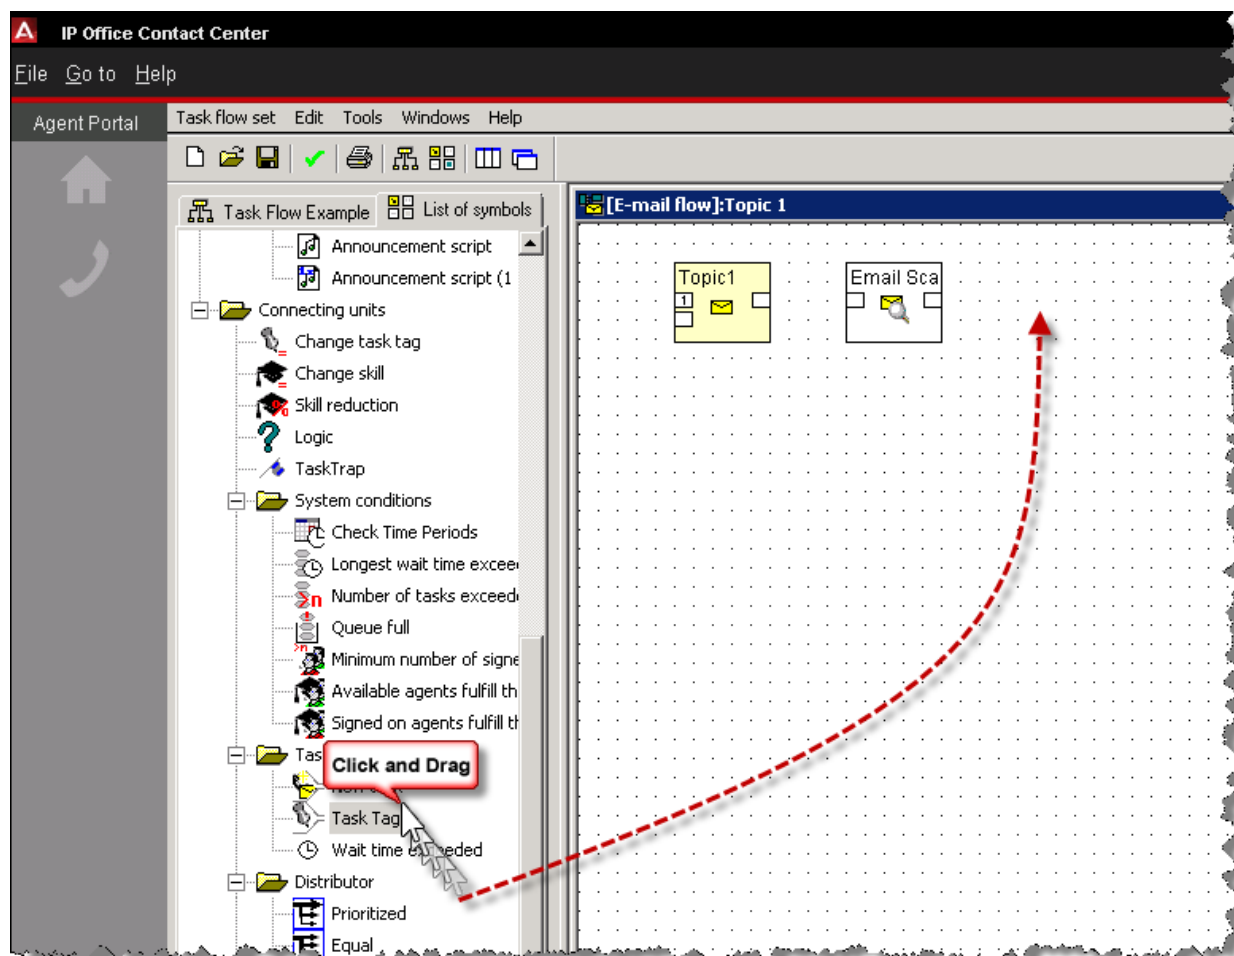 IP Office Contact Center
File Go to Help
Agent Portal
Task flow set Edit Tools Windows Help
Task Flow Example
List of symbols
[E-mail flow]:Topic 1
Announcement script
Announcement script (1
Connecting units
Change task tag
Change skill
Skill reduction
Logic
TaskTrap
System conditions
Check Time Periods
Longest wait time excee
Number of tasks exceed
Queue full
Minimum number of signe
Available agents fulfill th
Signed on agents fulfill t
Tas
Click and Drag
Task Tag
Wait time exceeded
Distributor
Prioritized
Equal
Topic1
1
Email Sca